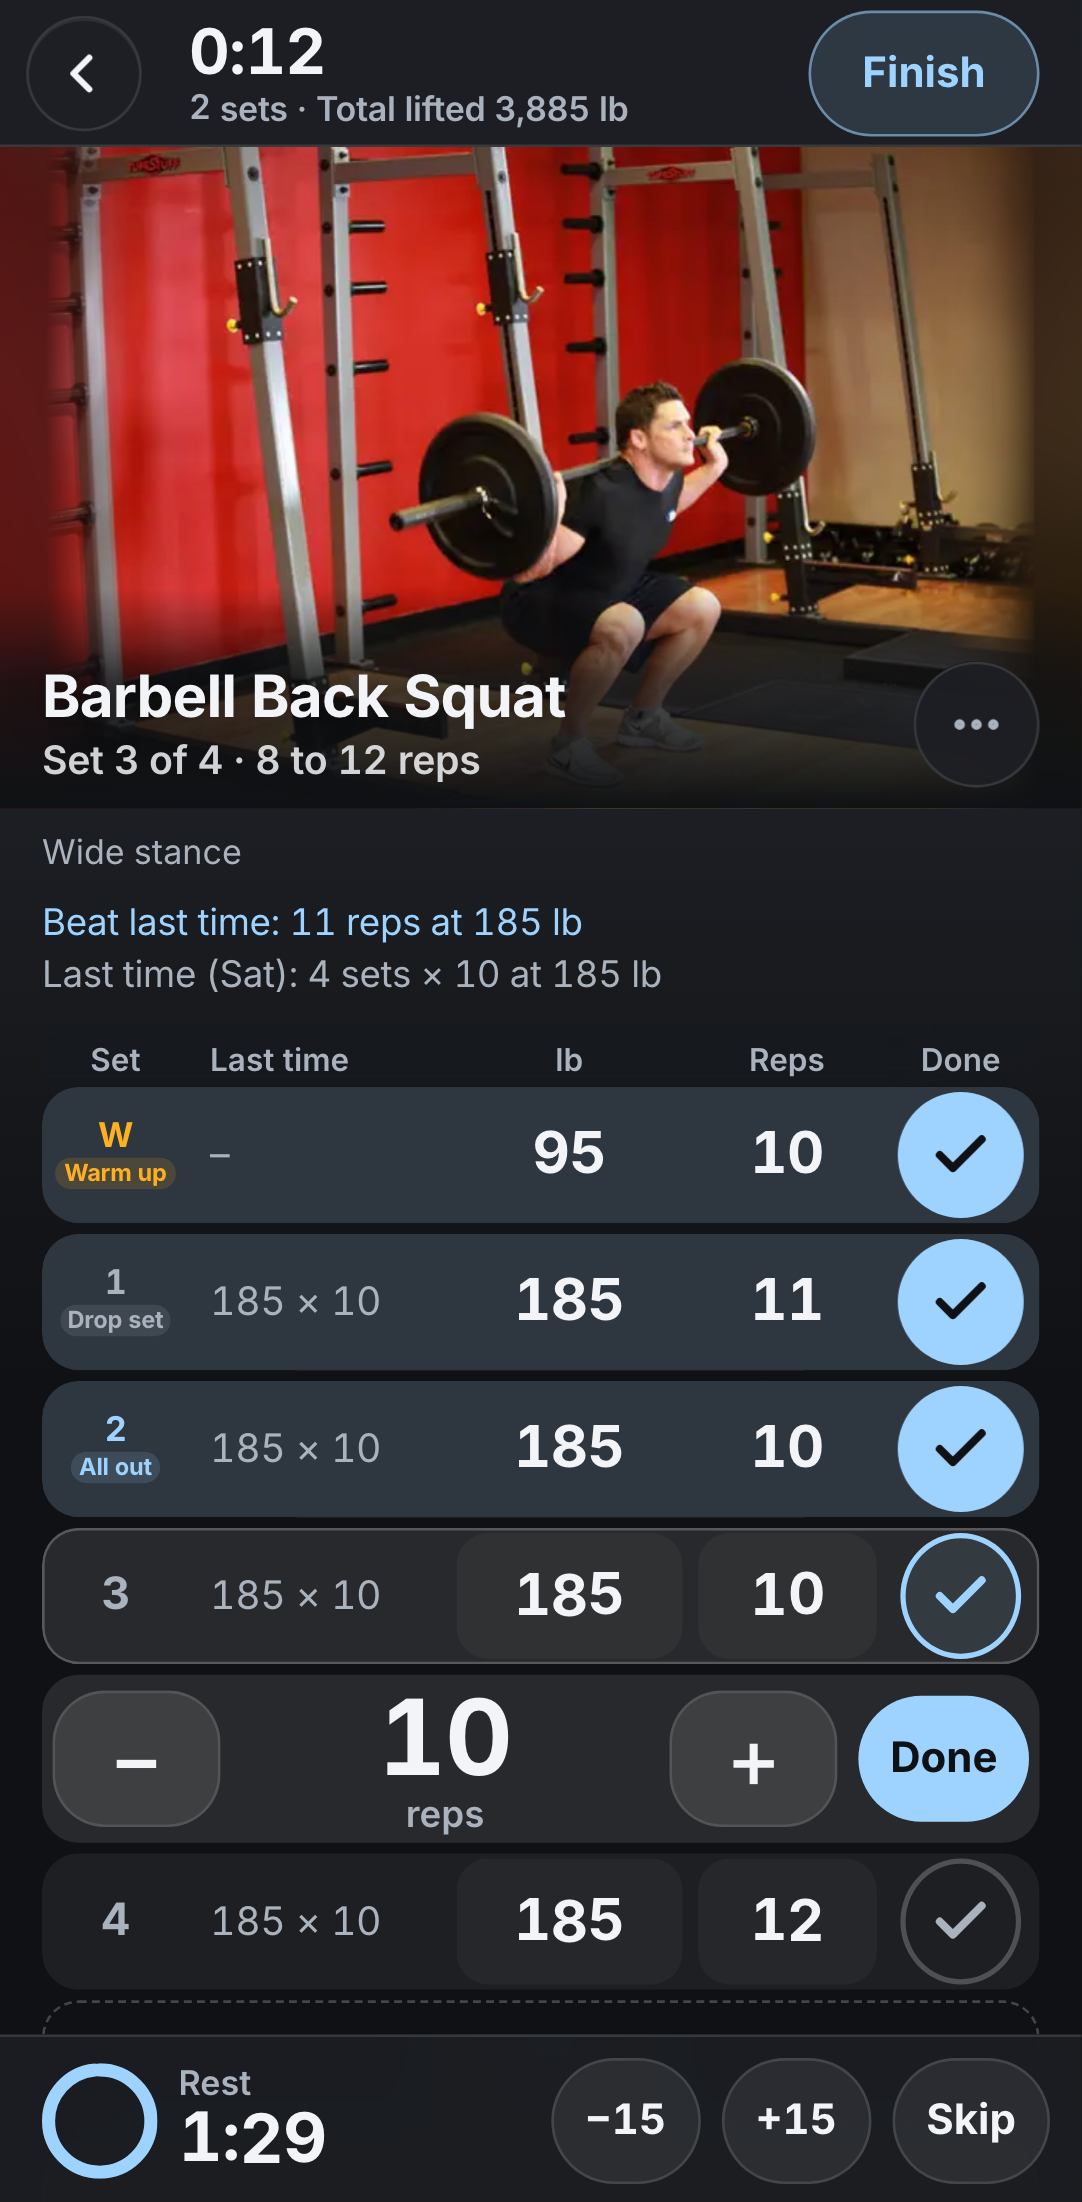 0:12
2 sets · Total lifted 3,885 lb
Finish
Barbell Back Squat
Set 3 of 4 · 8 to 12 reps
Wide stance
Beat last time: 11 reps at 185 lb
Last time (Sat): 4 sets × 10 at 185 lb
Set Last time lb Reps Done
W
Warm up
– 95 10
1
Drop set
185 × 10 185 11
2
All out
185 × 10 185 10
3 185 × 10 185 10
– 10 + Done
reps
4 185 × 10 185 12
Rest
1:29
−15 +15 Skip